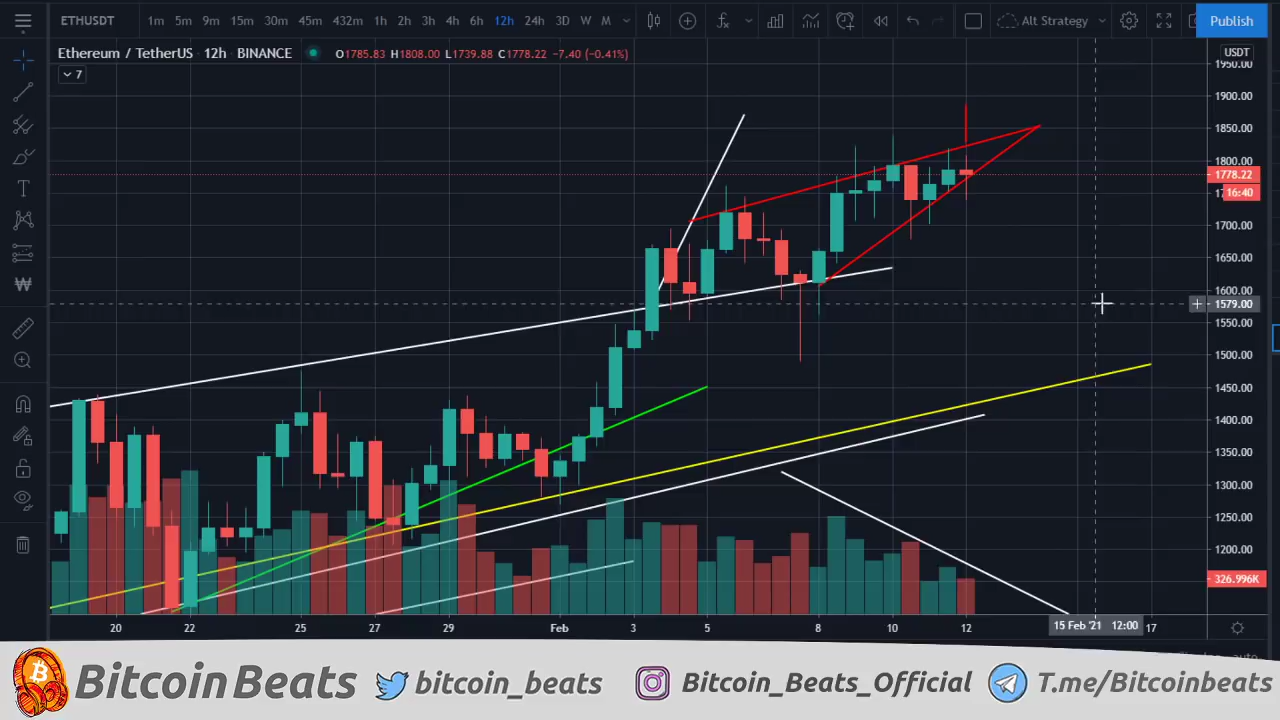 ETHUSDT 1m 5m 9m 15m 30m 45m 432m 1h 2h 3h 4h 6h 12h 24h 3D W M Alt Strategy Publish
Ethereum / TetherUS · 12h · BINANCE O1785.83 H1808.00 L1739.88 C1778.22 -7.40 (-0.41%)
7
USDT
1950.00
1900.00
1850.00
1800.00
1778.22
16:40
1700.00
1650.00
1600.00
1579.00
1550.00
1500.00
1450.00
1400.00
1350.00
1300.00
1250.00
1200.00
326.996K
20 22 25 27 29 Feb 3 5 8 10 12 15 Feb '21 12:00 17
auto
BitcoinBeats bitcoin_beats Bitcoin_Beats_Official T.me/Bitcoinbeats